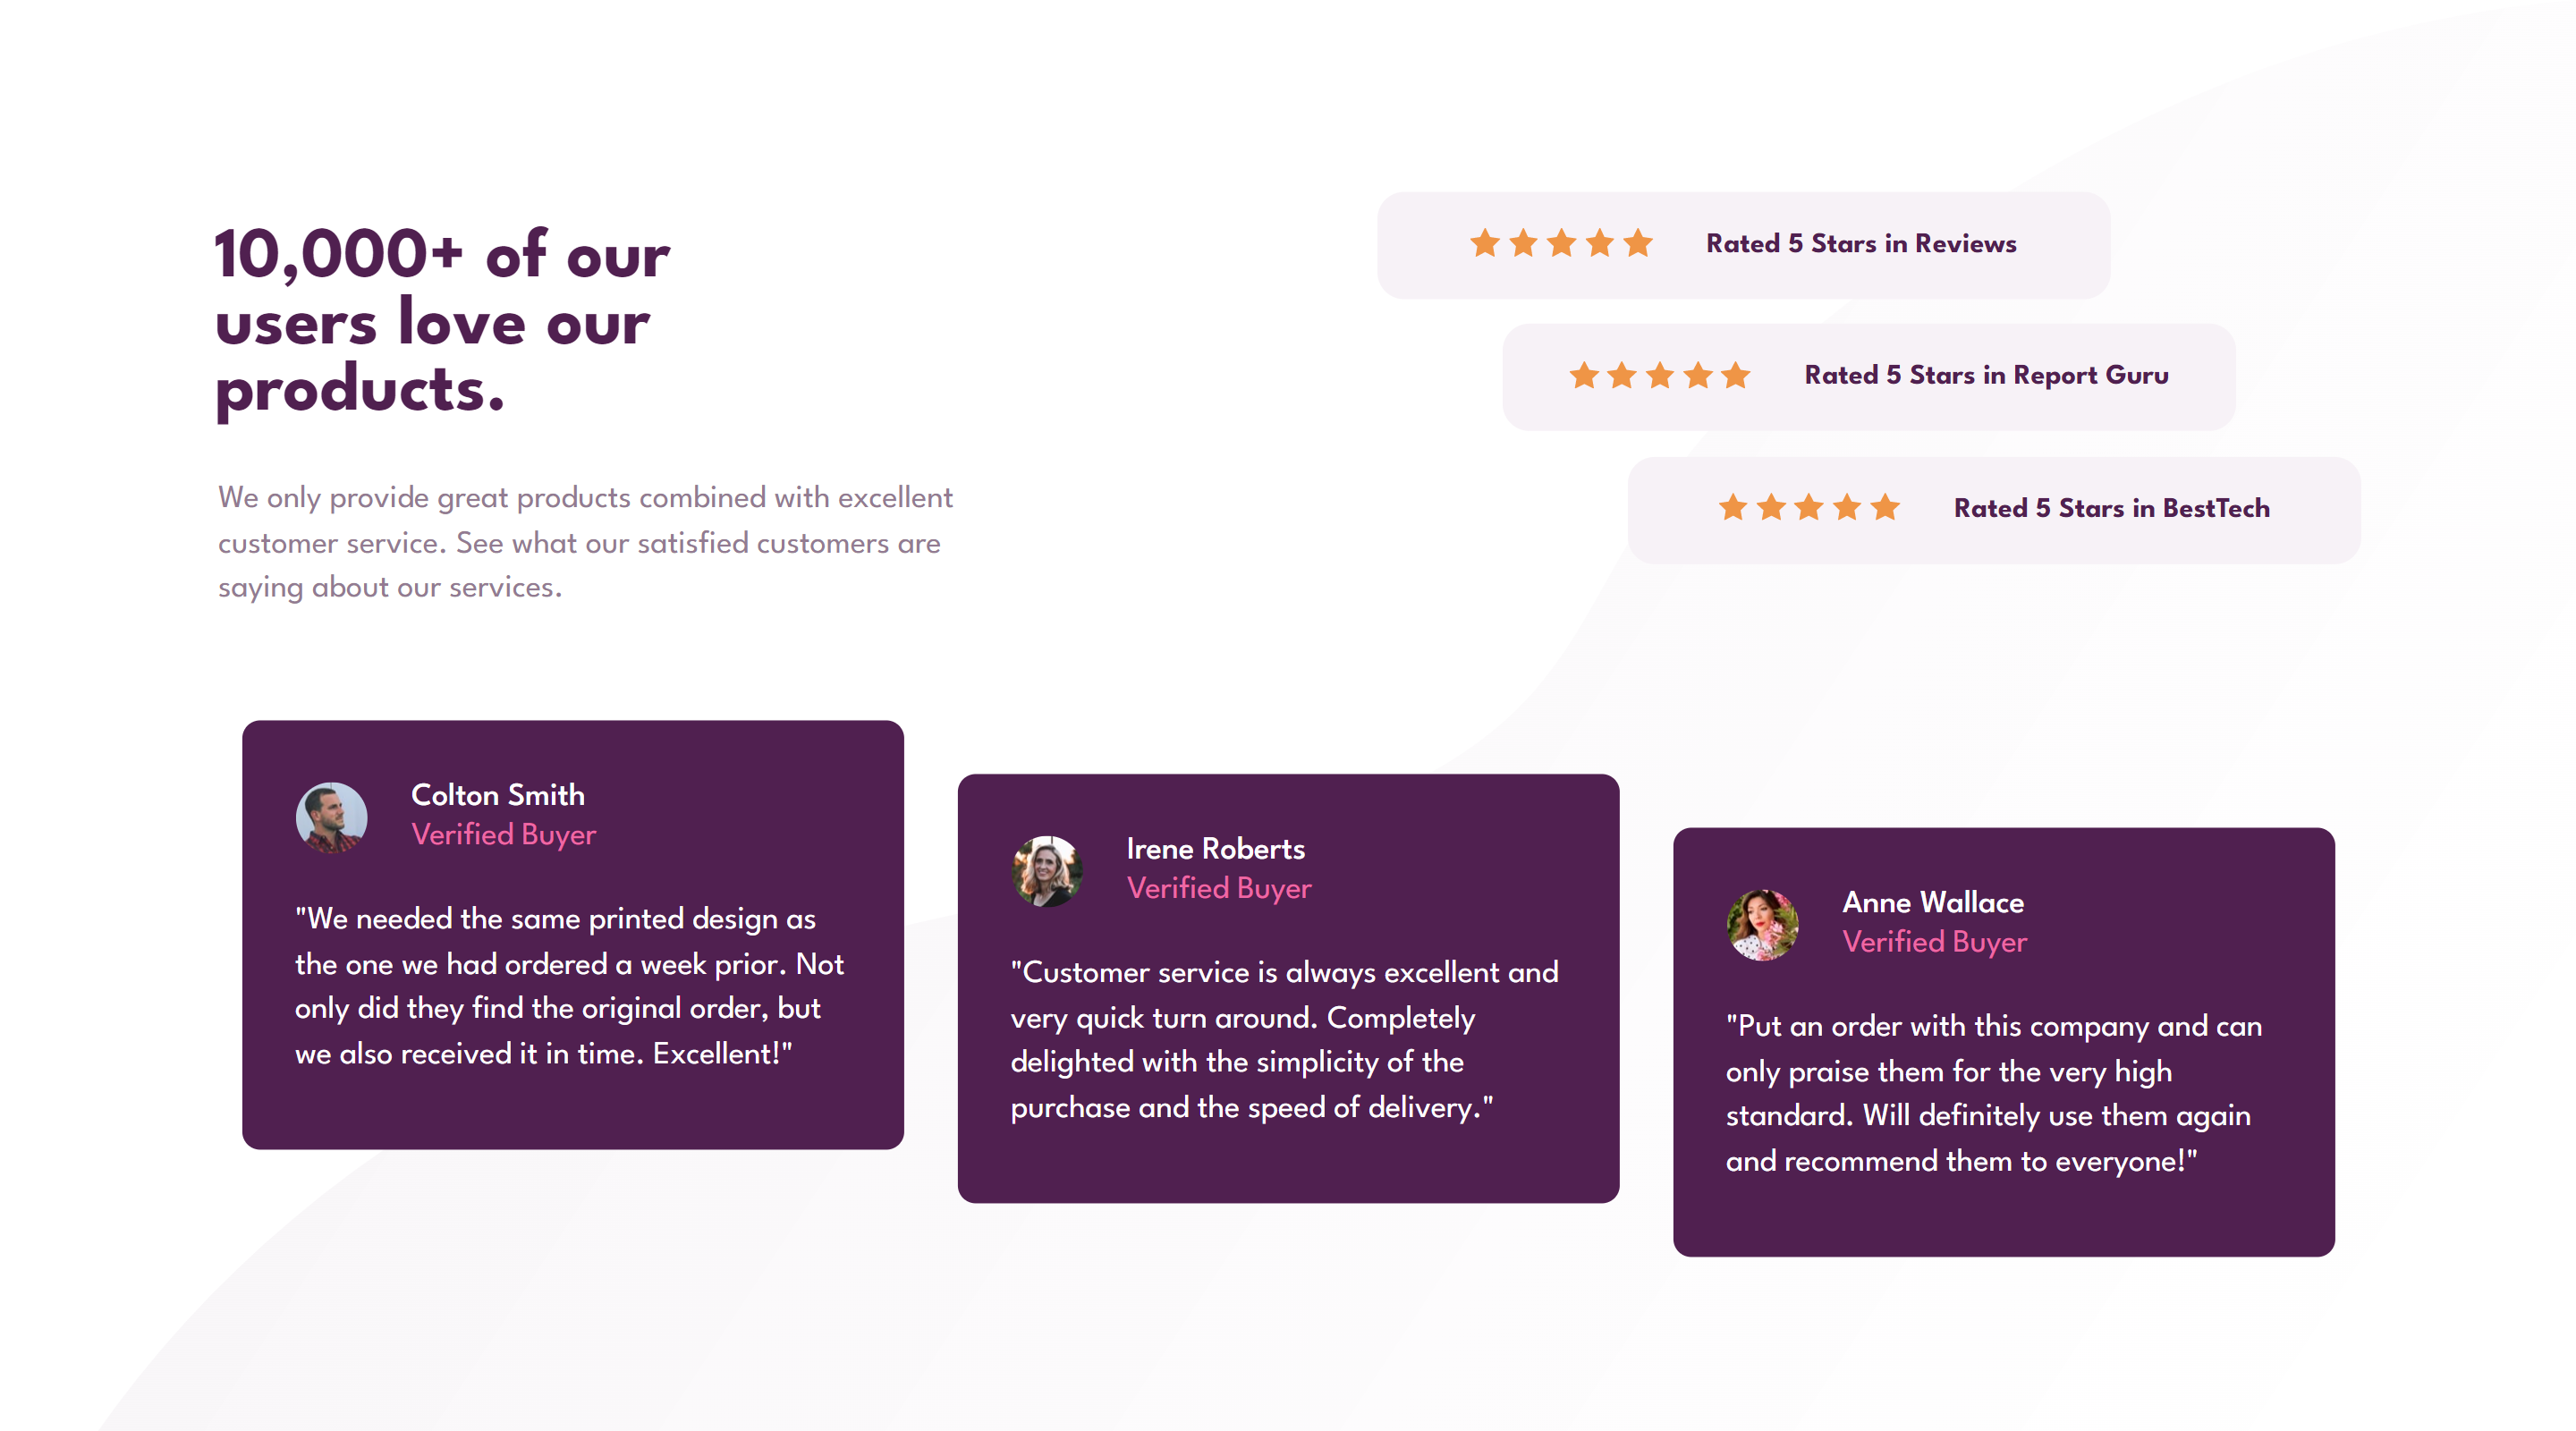 10,000+ of our
users love our
products.
We only provide great products combined with excellent
customer service. See what our satisfied customers are
saying about our services.
Rated 5 Stars in Reviews
Rated 5 Stars in Report Guru
Rated 5 Stars in BestTech
Colton Smith
Verified Buyer
"We needed the same printed design as
the one we had ordered a week prior. Not
only did they find the original order, but
we also received it in time. Excellent!"
Irene Roberts
Verified Buyer
"Customer service is always excellent and
very quick turn around. Completely
delighted with the simplicity of the
purchase and the speed of delivery."
Anne Wallace
Verified Buyer
"Put an order with this company and can
only praise them for the very high
standard. Will definitely use them again
and recommend them to everyone!"